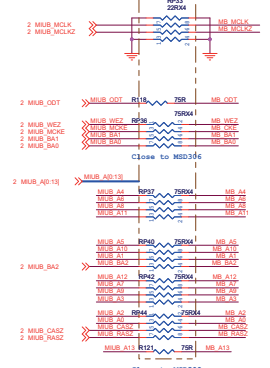 RP33
22RX4
2 MIUB_MCLK MB_MCLK
2 MIUB_MCLKZ MB_MCLKZ
2 MIUB_ODT MIUB_ODT R118 75R MB_ODT
75RX4
2 MIUB_WEZ MIUB_WEZ RP36 MB_WEZ
2 MIUB_MCKE MIUB_MCKE MB_CKE
2 MIUB_BA1 MIUB_BA1 MB_BA1
2 MIUB_BA0 MIUB_BA0 MB_BA0
Close to MSD306
2 MIUB_A[0:13] MIUB_A[0:13]
MIUB_A4 RP37 75RX4 MB_A4
MIUB_A6 MB_A6
MIUB_A8 MB_A8
MIUB_A11 MB_A11
MIUB_A5 RP40 75RX4 MB_A5
MIUB_A10 MB_A10
MIUB_A1 MB_A1
2 MIUB_BA2 MIUB_BA2 MB_BA2
MIUB_A12 RP42 75RX4 MB_A12
MIUB_A7 MB_A7
MIUB_A9 MB_A9
MIUB_A3 MB_A3
MIUB_A2 RP44 75RX4 MB_A2
MIUB_A0 MB_A0
2 MIUB_CASZ MIUB_CASZ MB_CASZ
2 MIUB_RASZ MIUB_RASZ MB_RASZ
MIUB_A13 R121 75R MB_A13